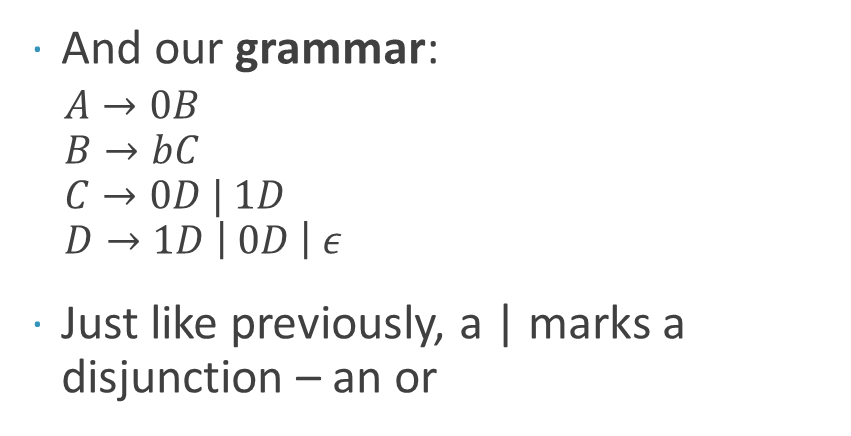 · And our grammar:
A → 0B
B → bC
C → 0D | 1D
D → 1D | 0D | ϵ
· Just like previously, a | marks a
disjunction – an or